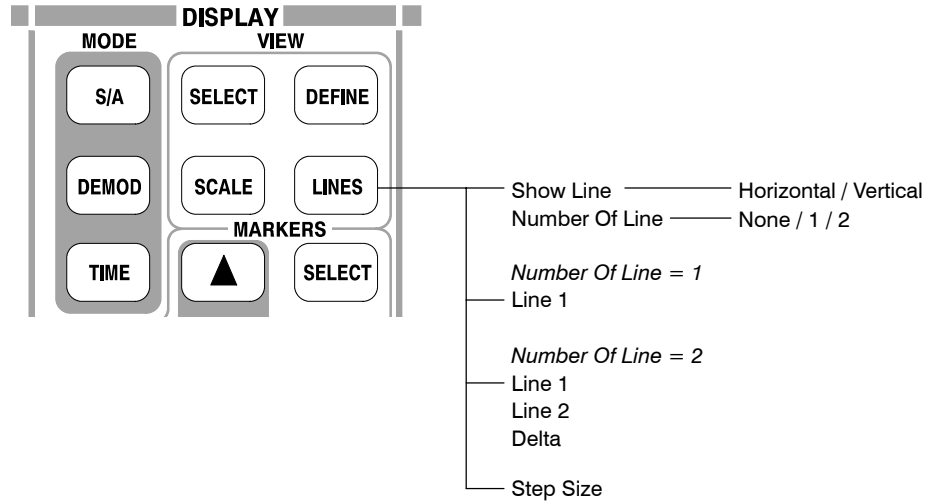 DISPLAY
MODE VIEW
S/A SELECT DEFINE
DEMOD SCALE LINES
MARKERS
TIME SELECT
Show Line Horizontal / Vertical
Number Of Line None / 1 / 2
Number Of Line = 1
Line 1
Number Of Line = 2
Line 1
Line 2
Delta
Step Size